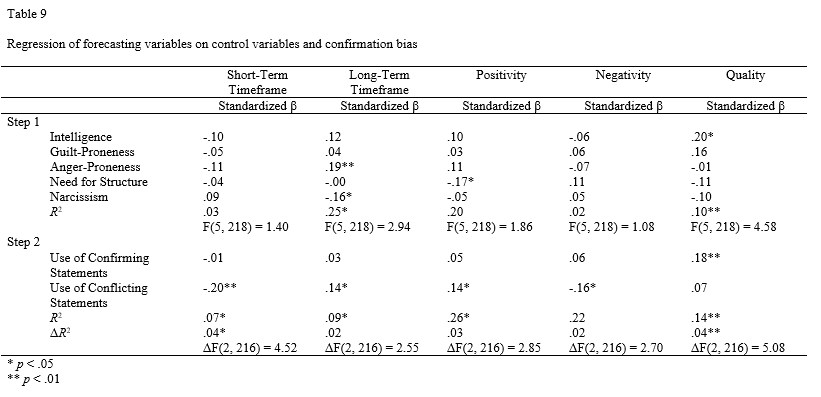 Table 9
Regression of forecasting variables on control variables and confirmation bias
Short-Term Timeframe Long-Term Timeframe Positivity Negativity Quality
Standardized β Standardized β Standardized β Standardized β Standardized β
Step 1
Intelligence -.10 .12 .10 -.06 .20*
Guilt-Proneness -.05 .04 .03 .06 .16
Anger-Proneness -.11 .19** .11 -.07 -.01
Need for Structure -.04 -.00 -.17* .11 -.11
Narcissism .09 -.16* -.05 .05 -.10
R² .03 .25* .20 .02 .10**
F(5, 218) = 1.40 F(5, 218) = 2.94 F(5, 218) = 1.86 F(5, 218) = 1.08 F(5, 218) = 4.58
Step 2
Use of Confirming Statements -.01 .03 .05 .06 .18**
Use of Conflicting Statements -.20** .14* .14* -.16* .07
R² .07* .09* .26* .22 .14**
ΔR² .04* .02 .03 .02 .04**
ΔF(2, 216) = 4.52 ΔF(2, 216) = 2.55 ΔF(2, 216) = 2.85 ΔF(2, 216) = 2.70 ΔF(2, 216) = 5.08
* p < .05
** p < .01